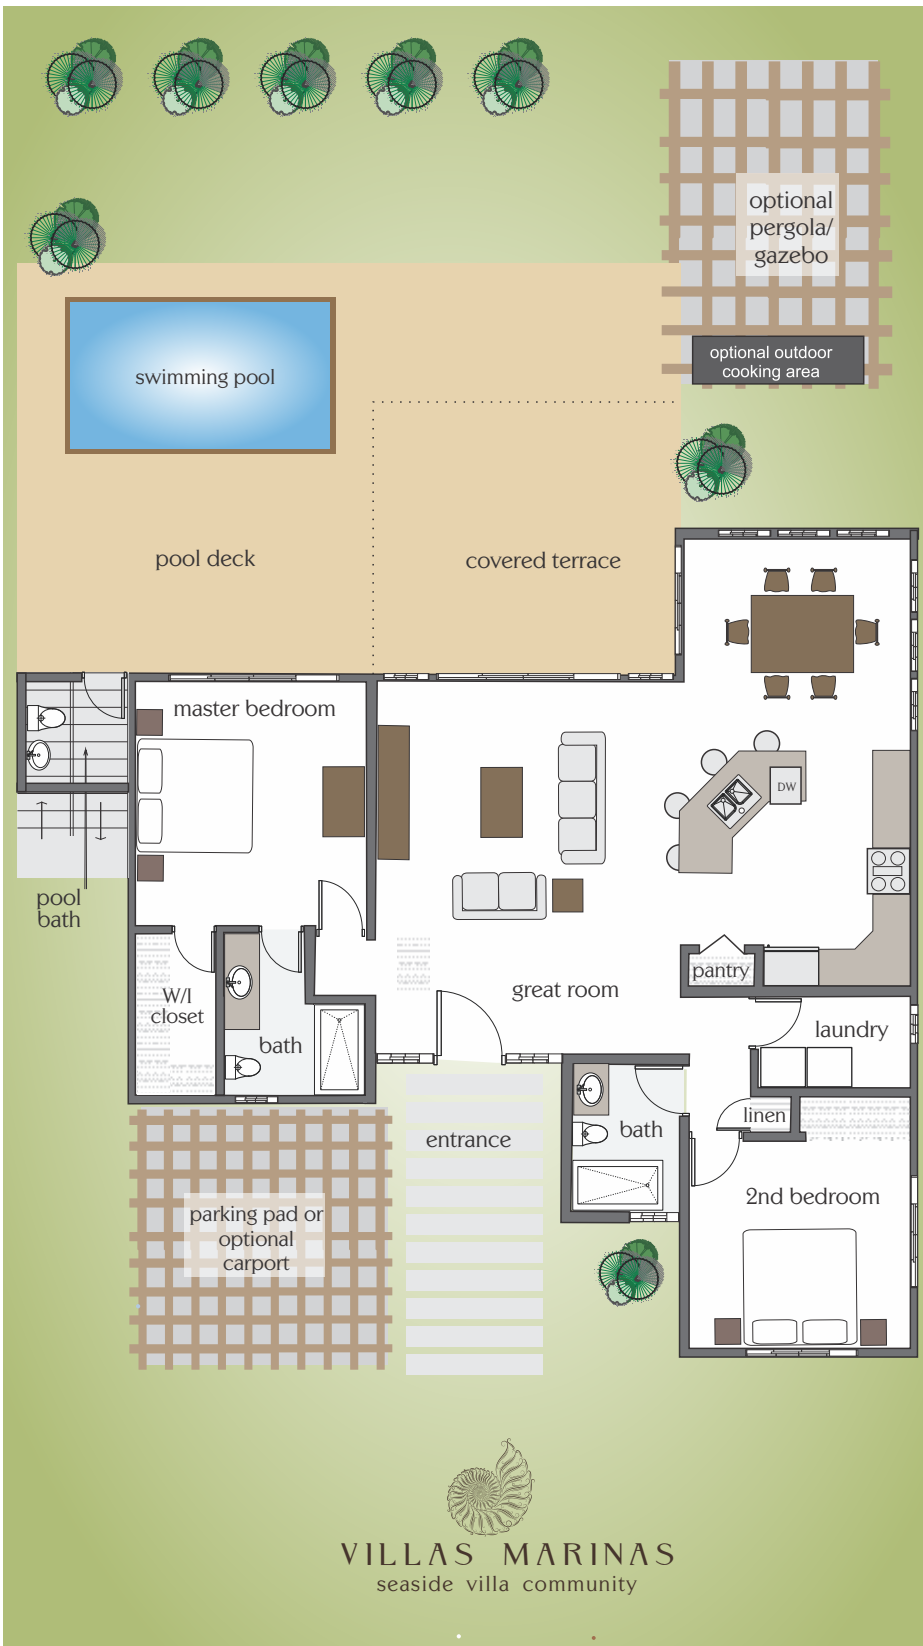 optional
pergola/
gazebo
optional outdoor
cooking area
swimming pool
pool deck
covered terrace
master bedroom
DW
pool
bath
pantry
great room
W/I
closet
laundry
bath
linen
bath
entrance
2nd bedroom
parking pad or
optional
carport
VILLAS MARINAS
seaside villa community